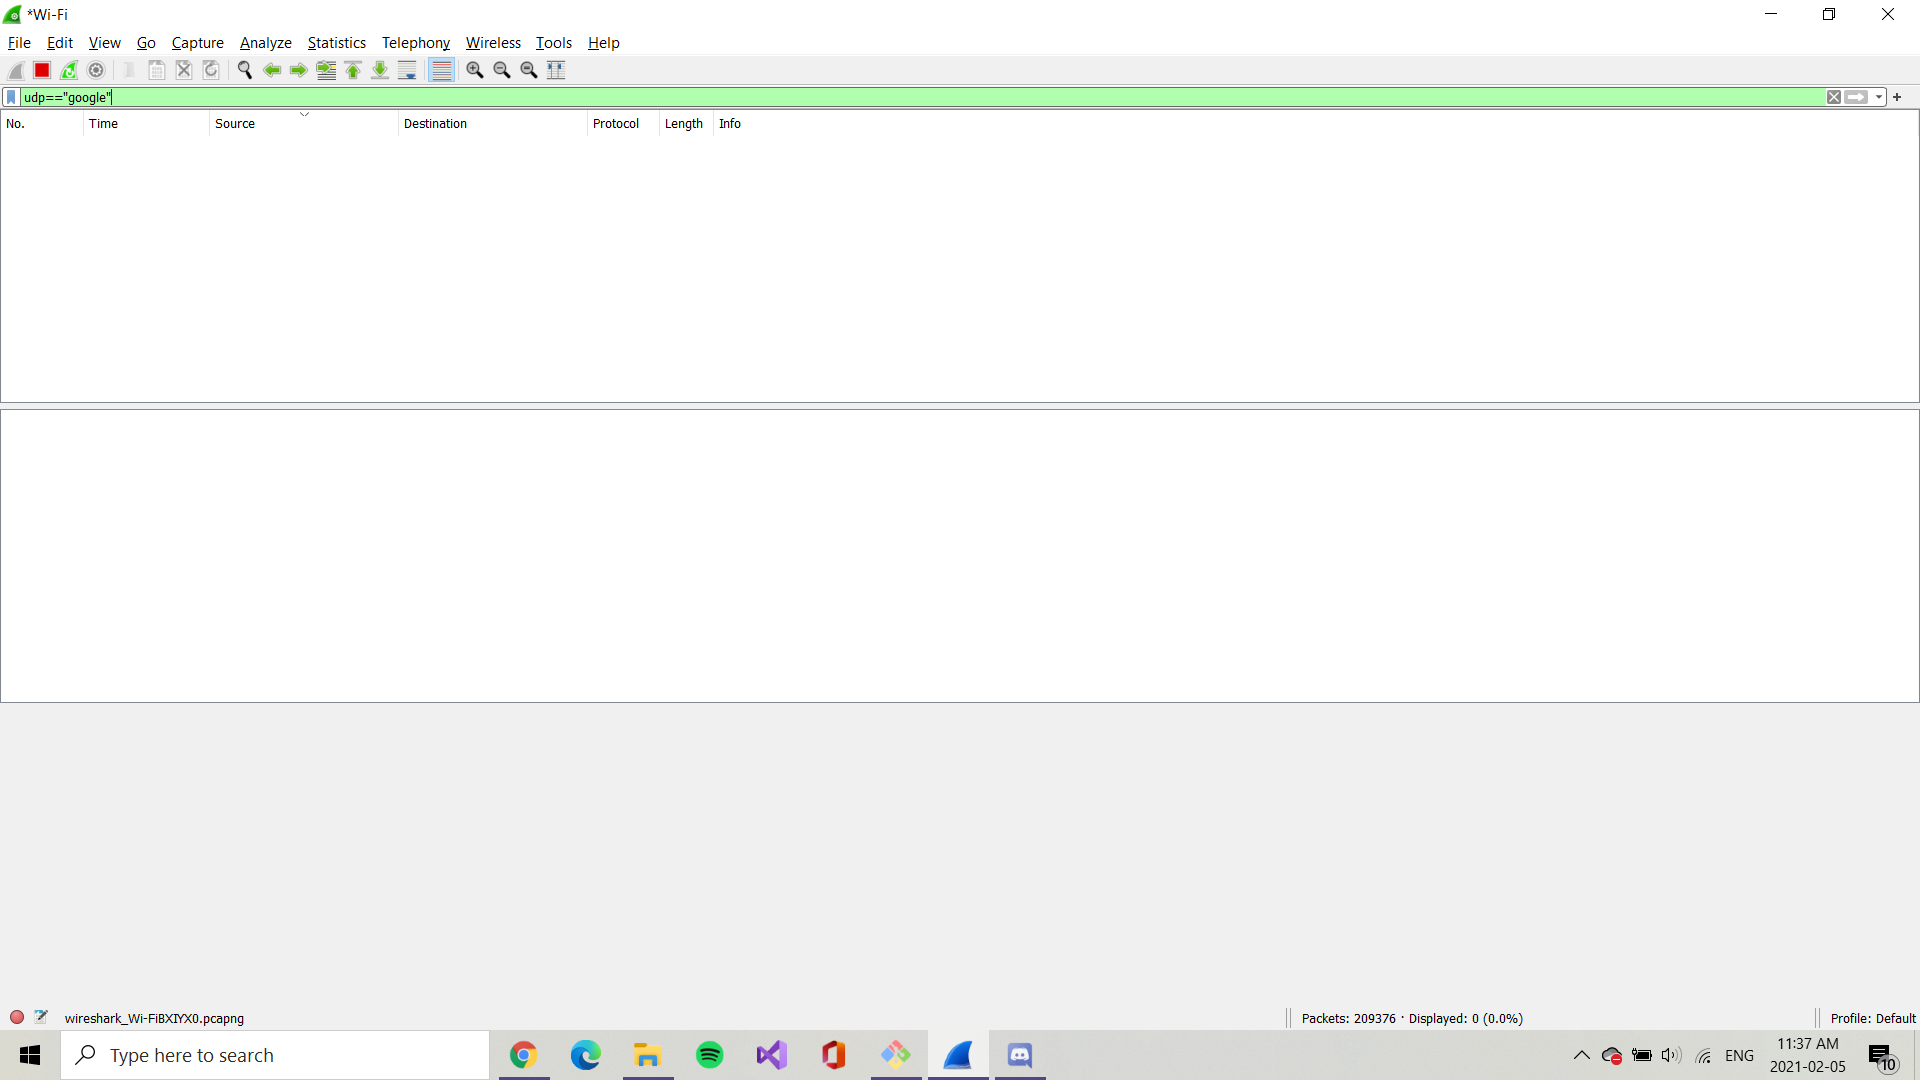 *Wi-Fi
File Edit View Go Capture Analyze Statistics Telephony Wireless Tools Help
udp=="google"
No. Time Source Destination Protocol Length Info
wireshark_Wi-FiBXIYX0.pcapng
Packets: 209376 · Displayed: 0 (0.0%)
Profile: Default
Type here to search
ENG
11:37 AM
2021-02-05
10